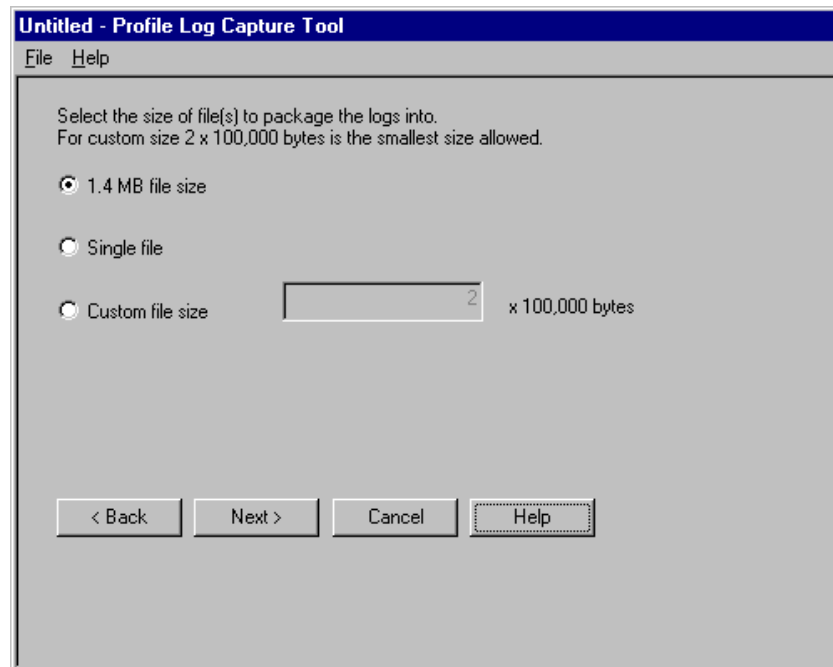 Untitled - Profile Log Capture Tool
File Help
Select the size of file(s) to package the logs into.
For custom size 2 x 100,000 bytes is the smallest size allowed.
1.4 MB file size
Single file
Custom file size 2 x 100,000 bytes
< Back Next > Cancel Help